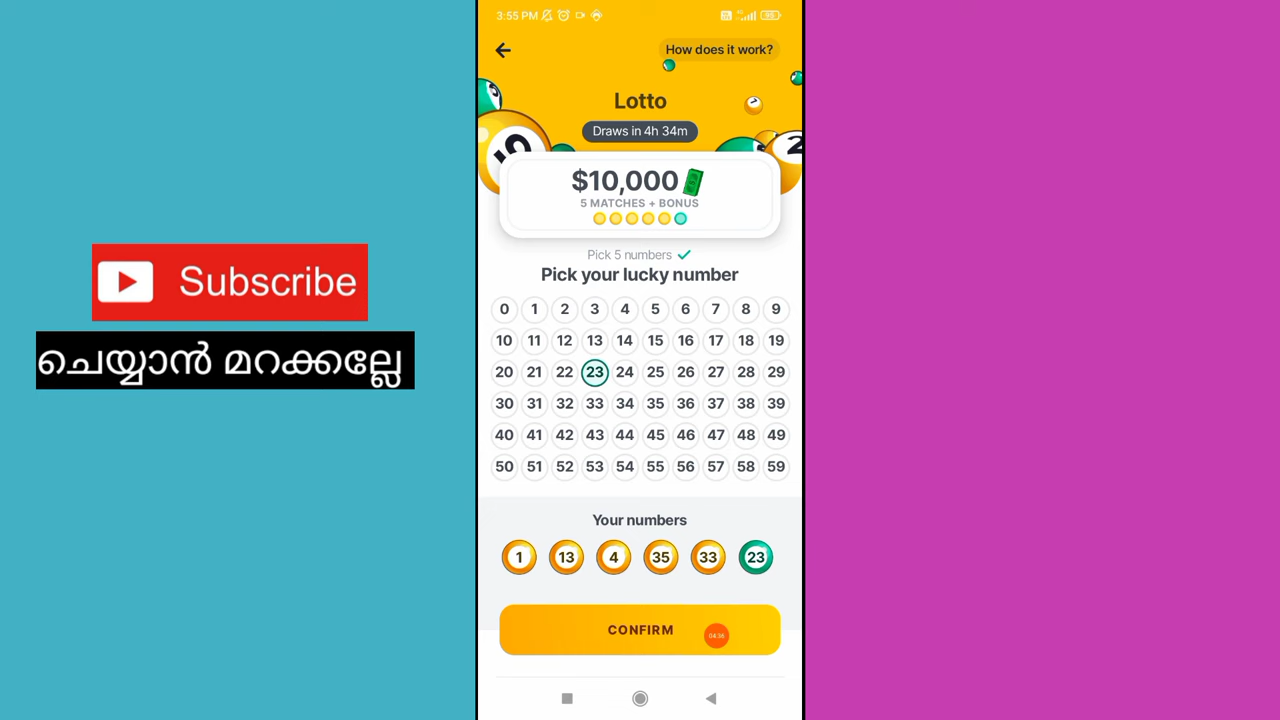 3:55 PM
How does it work?
Lotto
Draws in 4h 34m
$10,000
5 MATCHES + BONUS
Pick 5 numbers
Pick your lucky number
0 1 2 3 4 5 6 7 8 9
10 11 12 13 14 15 16 17 18 19
20 21 22 23 24 25 26 27 28 29
30 31 32 33 34 35 36 37 38 39
40 41 42 43 44 45 46 47 48 49
50 51 52 53 54 55 56 57 58 59
Your numbers
1 13 4 35 33 23
CONFIRM
04:36
Subscribe
ചെയ്യാൻ മറക്കല്ലേ